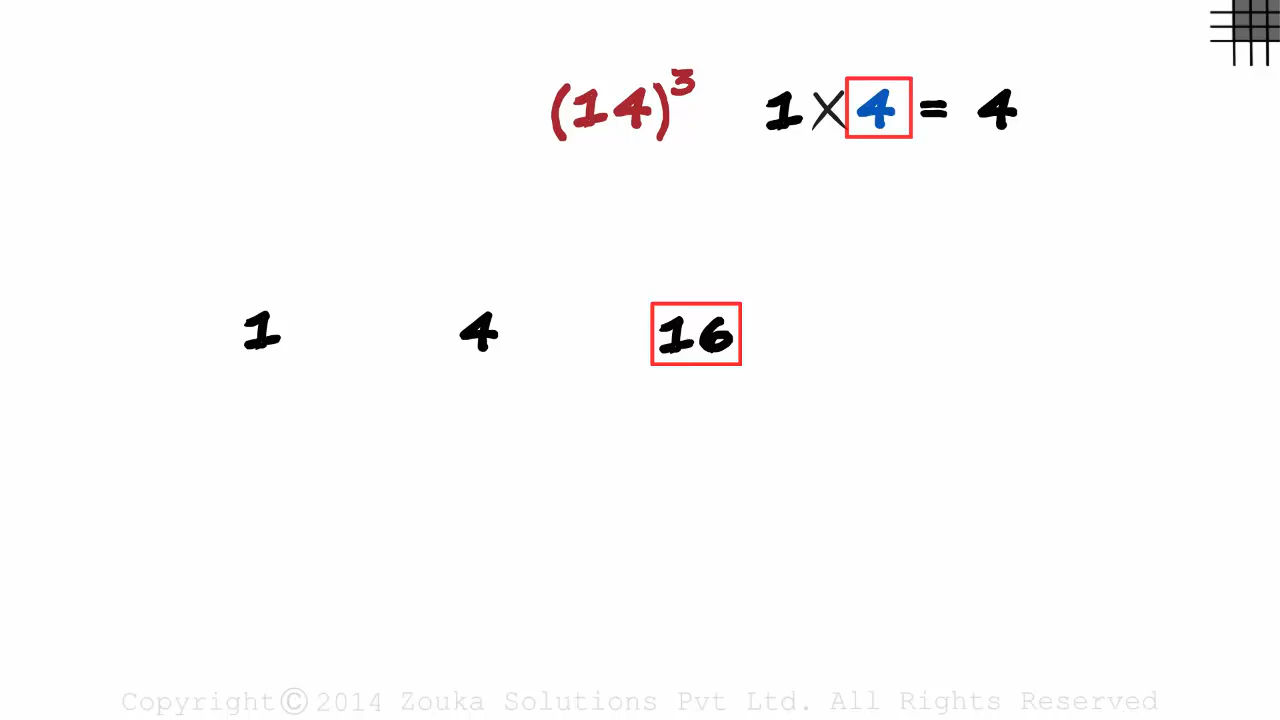 (14)³ 1 × 4 = 4
1 4 16
Copyright©2014 Zouka Solutions Pvt Ltd. All Rights Reserved